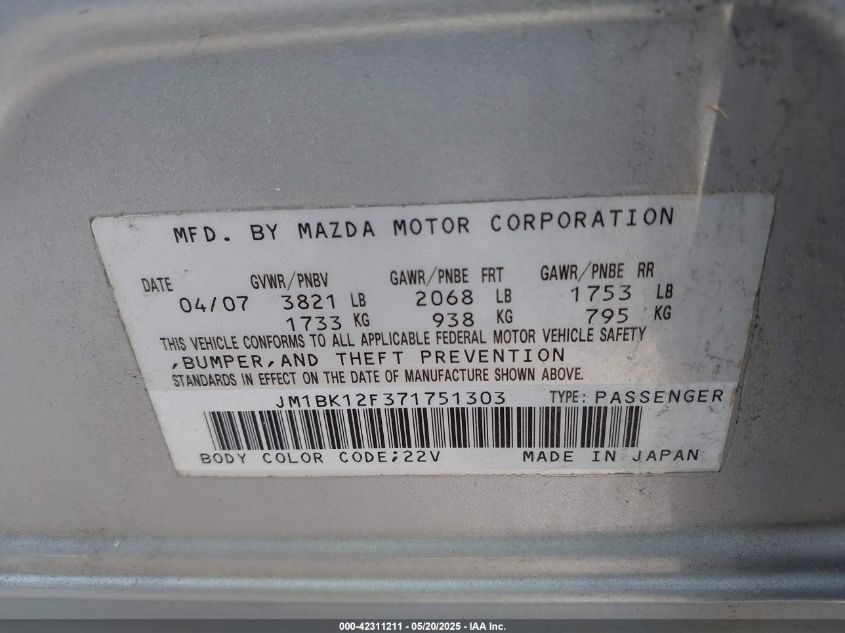 MFD. BY MAZDA MOTOR CORPORATION
DATE GVWR/PNBV GAWR/PNBE FRT GAWR/PNBE RR
04/07 3821 LB 2068 LB 1753 LB
1733 KG 938 KG 795 KG
THIS VEHICLE CONFORMS TO ALL APPLICABLE FEDERAL MOTOR VEHICLE SAFETY
,BUMPER,AND THEFT PREVENTION
STANDARDS IN EFFECT ON THE DATE OF MANUFACTURE SHOWN ABOVE.
JM1BK12F371751303 TYPE: PASSENGER
BODY COLOR CODE;22V MADE IN JAPAN
000-42311211 - 05/20/2025 - IAA Inc.